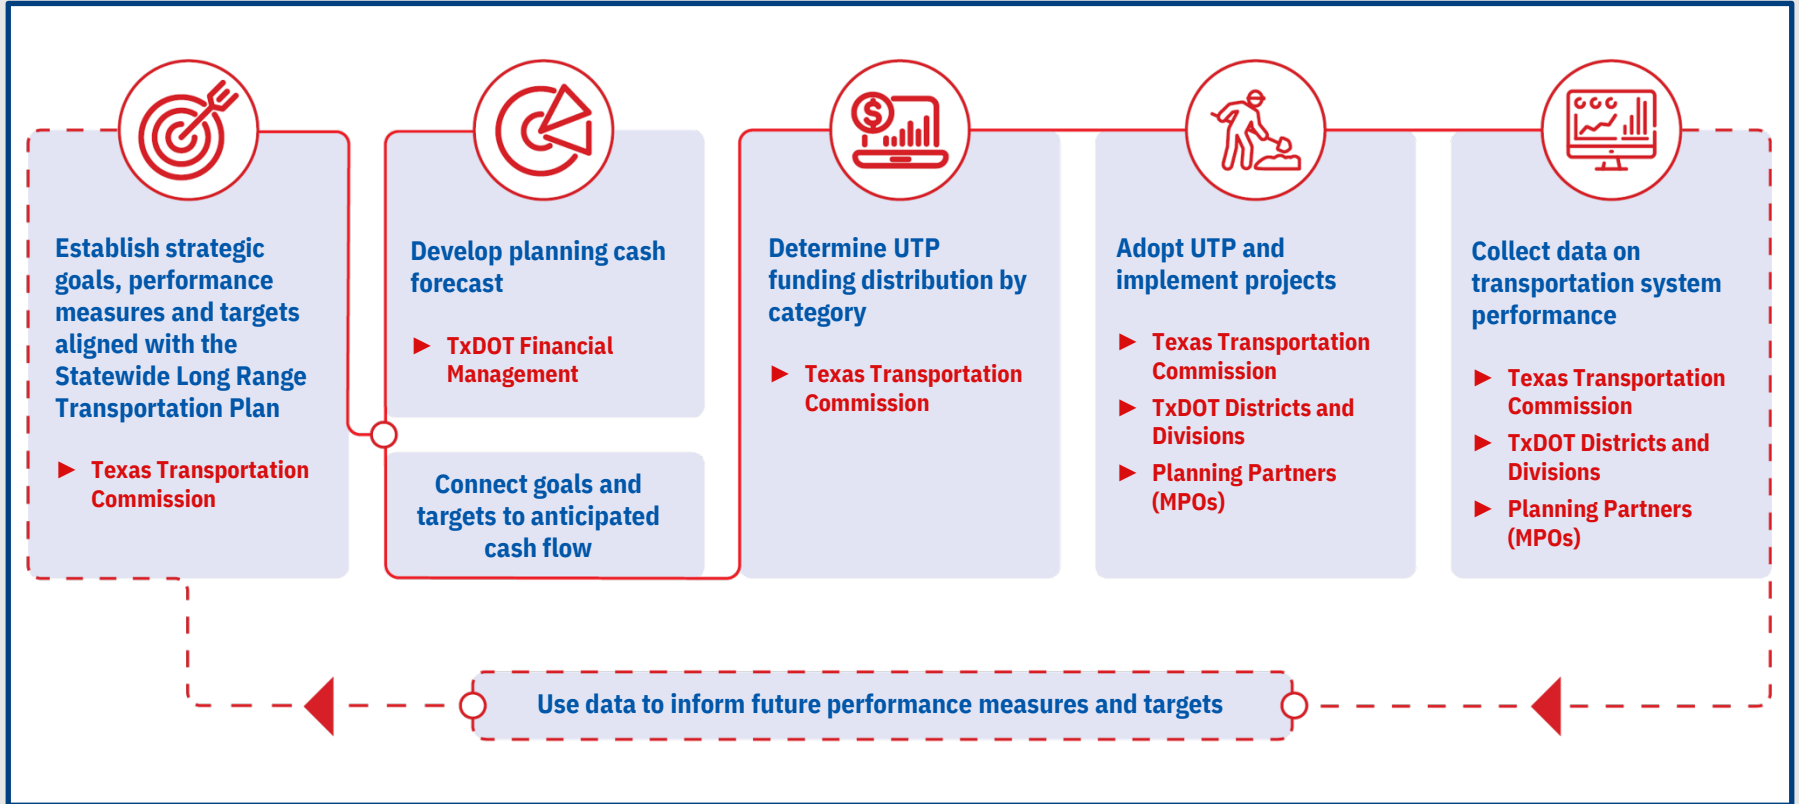 Establish strategic
goals, performance
measures and targets
aligned with the
Statewide Long Range
Transportation Plan
► Texas Transportation
Commission
Develop planning cash
forecast
► TxDOT Financial
Management
Connect goals and
targets to anticipated
cash flow
Determine UTP
funding distribution by
category
► Texas Transportation
Commission
Adopt UTP and
implement projects
► Texas Transportation
Commission
► TxDOT Districts and
Divisions
► Planning Partners
(MPOs)
Collect data on
transportation system
performance
► Texas Transportation
Commission
► TxDOT Districts and
Divisions
► Planning Partners
(MPOs)
Use data to inform future performance measures and targets